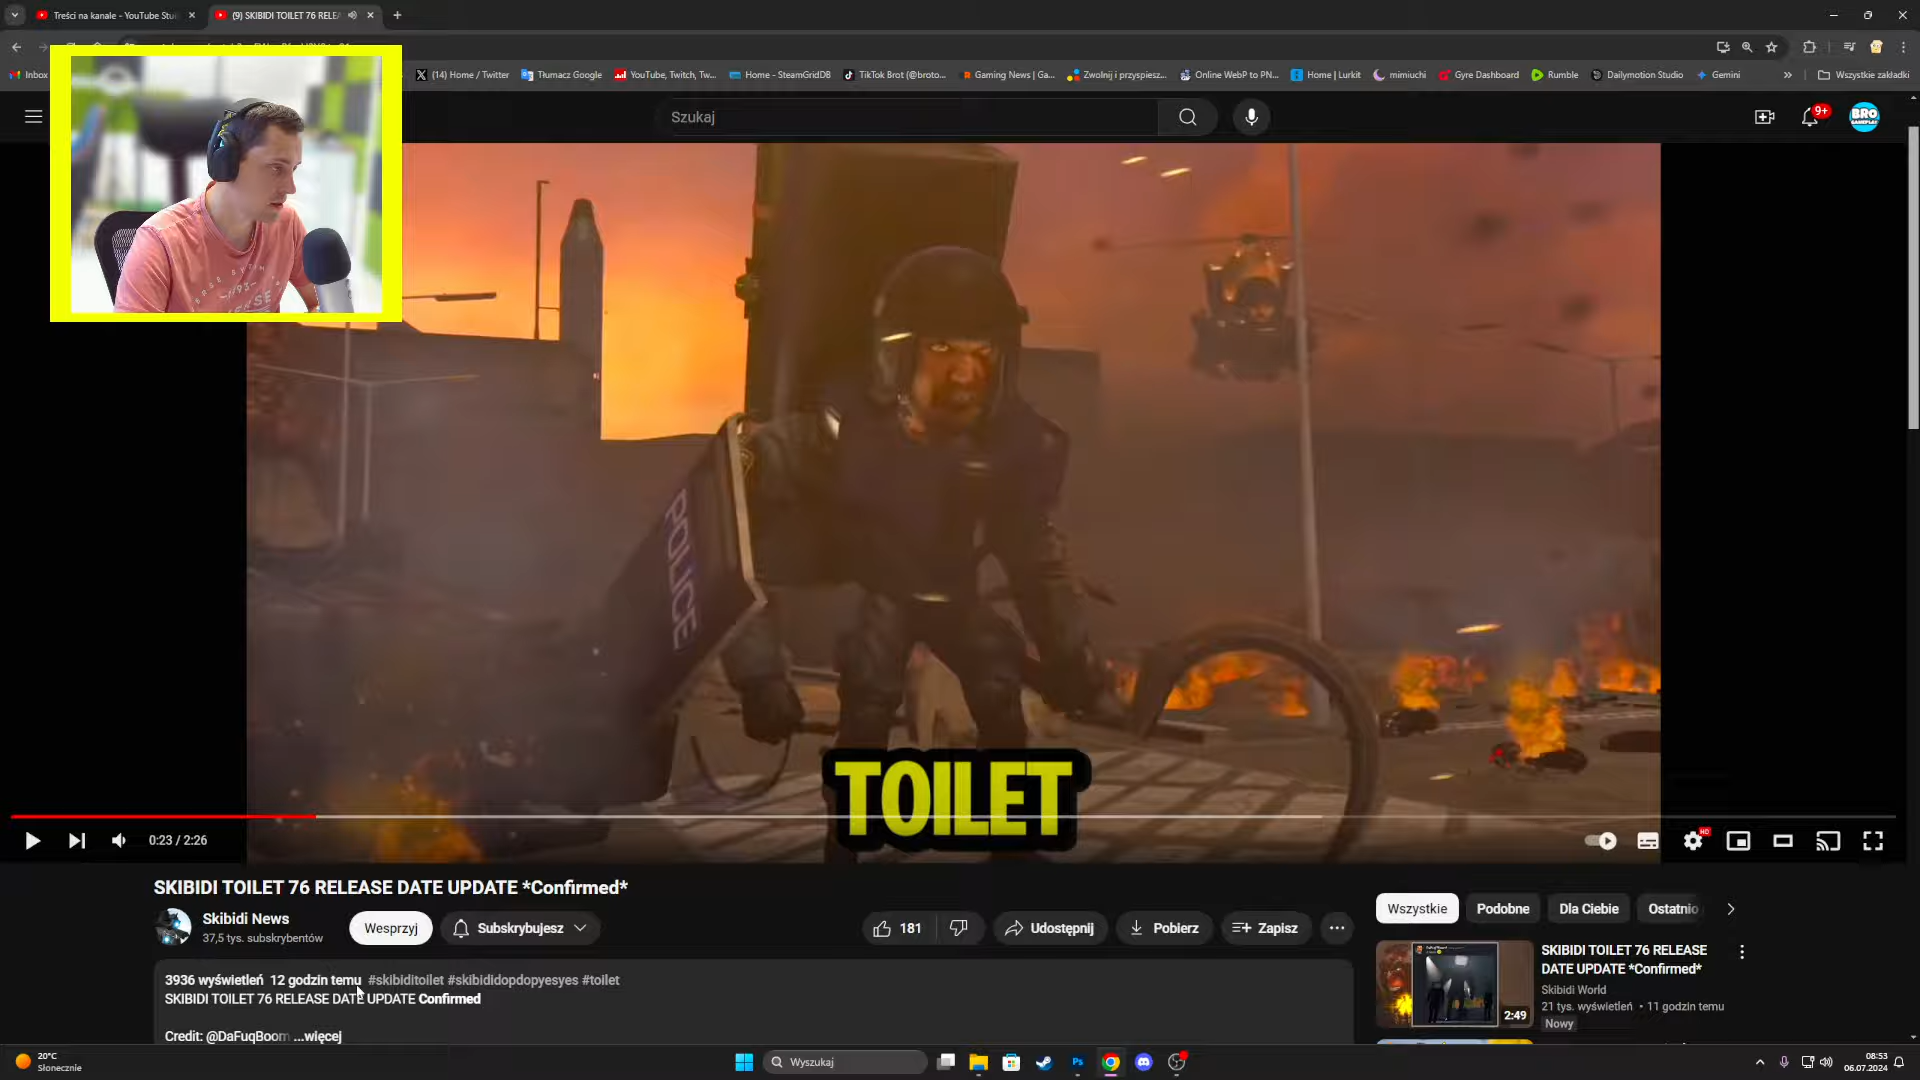 Treści na kanale - YouTube Stu
(9) SKIBIDI TOILET 76 RELEA
Inbox
(14) Home / Twitter
Tłumacz Google
YouTube, Twitch, Tw...
Home - SteamGridDB
TikTok Brot (@broto...
Gaming News | Ga...
Zwolnij i przyspiesz...
Online WebP to PN...
Home | Lurkit
mimiuchi
Gyre Dashboard
Rumble
Dailymotion Studio
Gemini
Wszystkie zakładki
Szukaj
9+
BRO
GAMEPLAY
POLICE
TOILET
0:23 / 2:26
HD
SKIBIDI TOILET 76 RELEASE DATE UPDATE *Confirmed*
Skibidi News
37,5 tys. subskrybentów
Wesprzyj
Subskrybujesz
181
Udostępnij
Pobierz
Zapisz
3936 wyświetleń 12 godzin temu #skibiditoilet #skibididopdopyesyes #toilet
SKIBIDI TOILET 76 RELEASE DATE UPDATE Confirmed
Credit: @DaFuqBoom ...więcej
Wszystkie
Podobne
Dla Ciebie
Ostatnio
SKIBIDI TOILET 76 RELEASE
DATE UPDATE *Confirmed*
Skibidi World
21 tys. wyświetleń • 11 godzin temu
Nowy
2:49
20°C
Słonecznie
Wyszukaj
08:53
06.07.2024